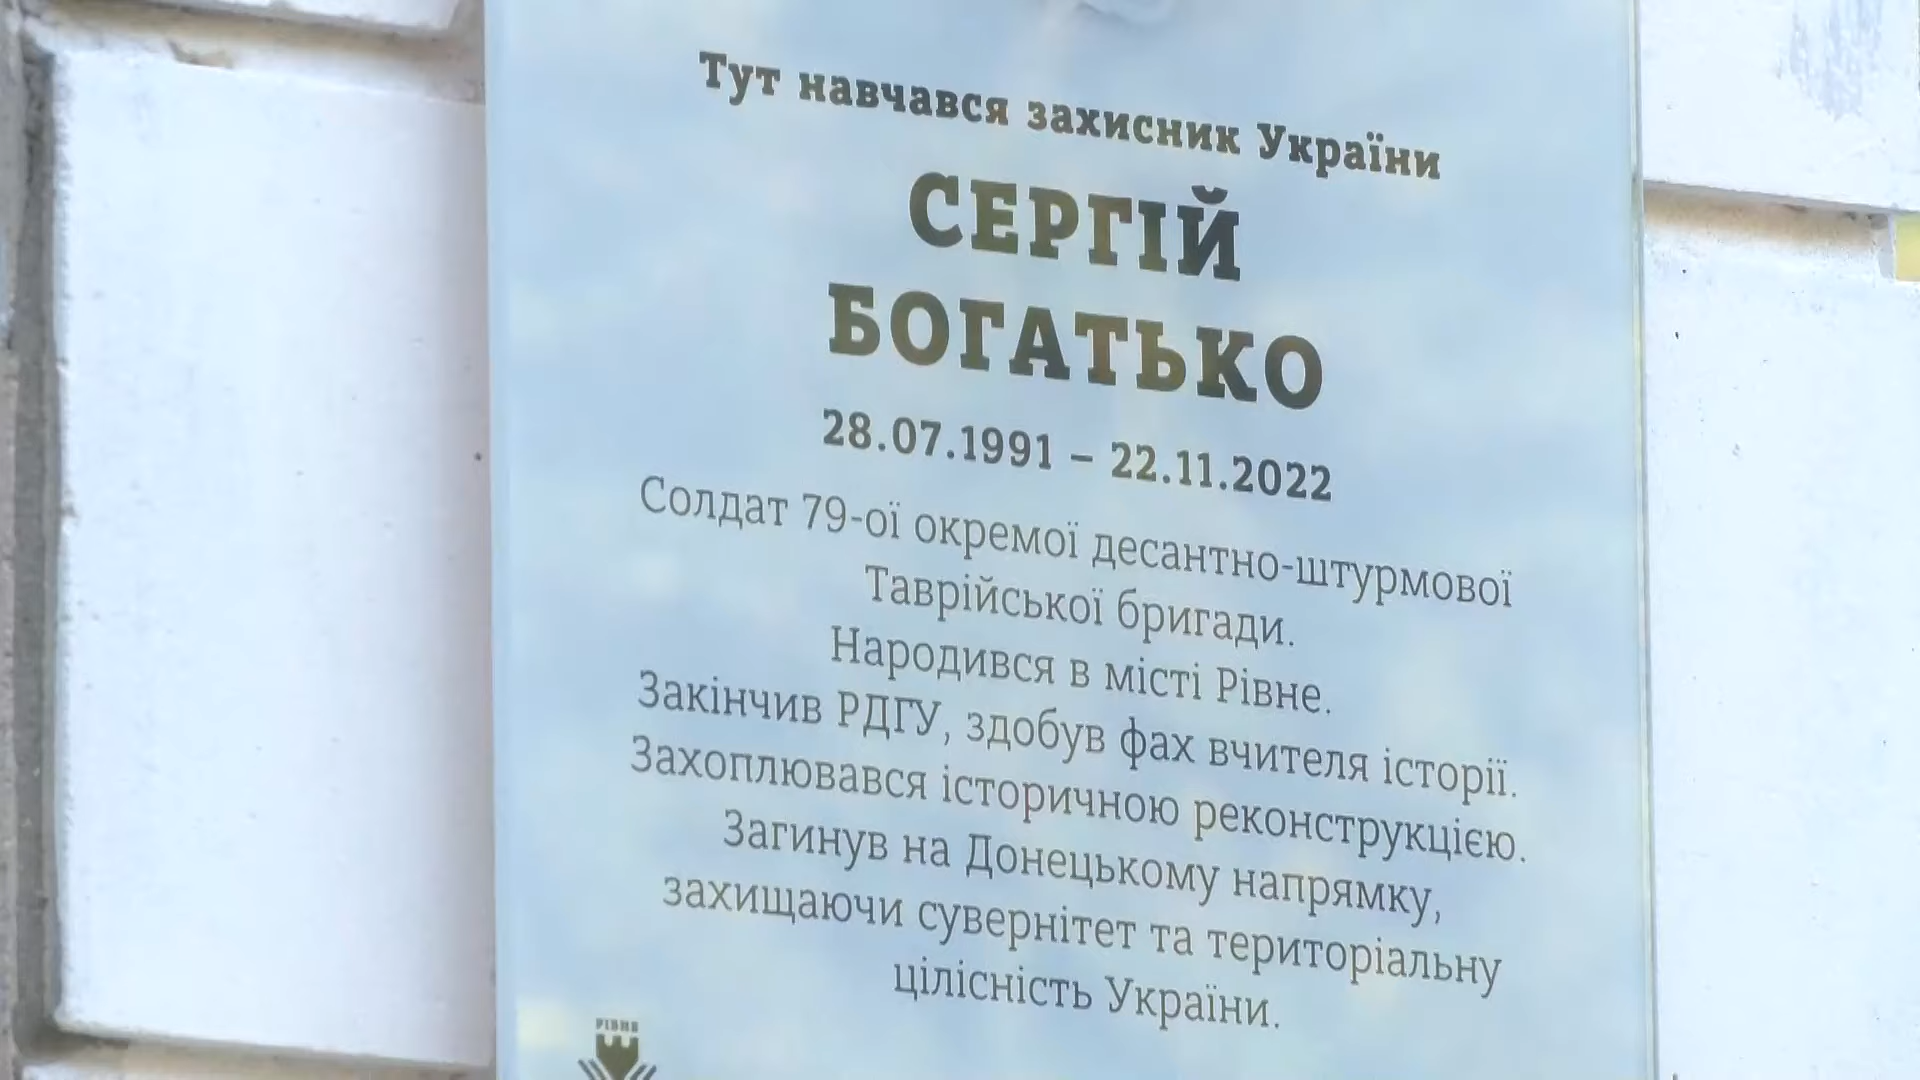 Тут навчався захисник України
СЕРГІЙ
БОГАТЬКО
28.07.1991 – 22.11.2022
Солдат 79-ої окремої десантно-штурмової
Таврійської бригади.
Народився в місті Рівне.
Закінчив РДГУ, здобув фах вчителя історії.
Захоплювався історичною реконструкцією.
Загинув на Донецькому напрямку,
захищаючи сувернітет та територіальну
цілісність України.
РІВНЕ